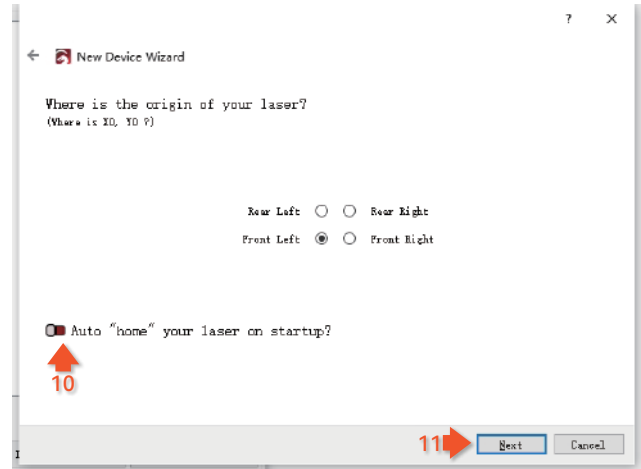 ? ×
← New Device Wizard
Where is the origin of your laser?
(Where is X0, Y0 ?)
Rear Left Rear Right
Front Left Front Right
Auto "home" your laser on startup?
10
11 Next Cancel